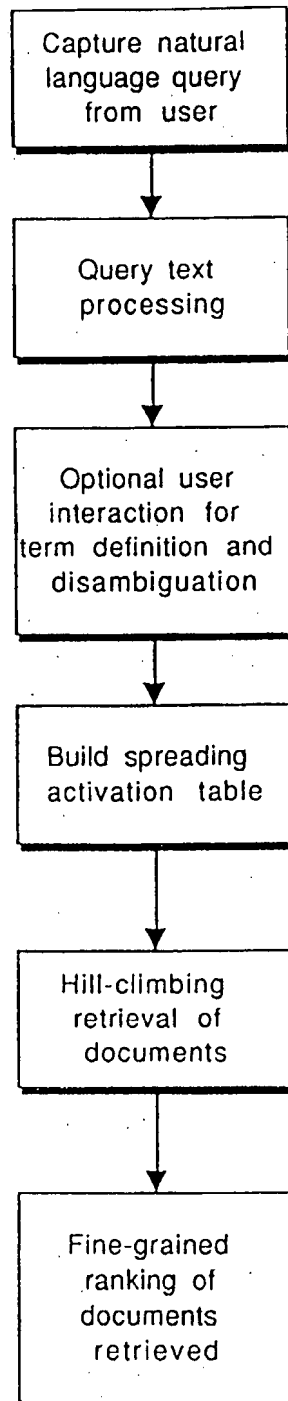 Capture natural
language query
from user
Query text
processing
Optional user
interaction for
term definition and
disambiguation
Build spreading
activation table
Hill-climbing
retrieval of
documents
Fine-grained
ranking of
documents
retrieved